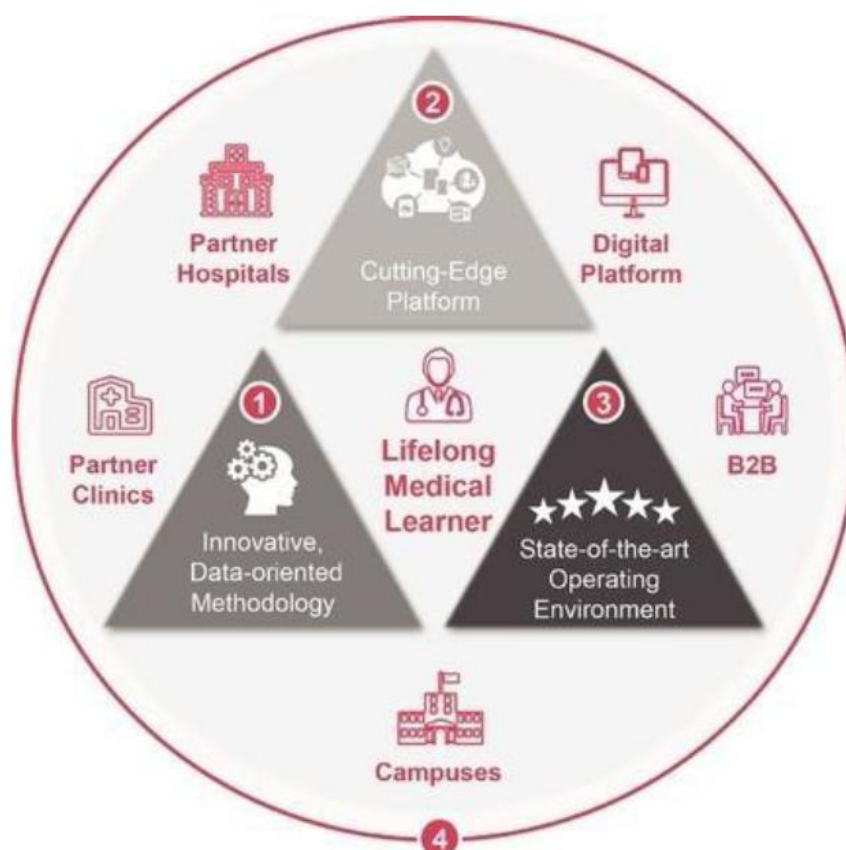 2
Partner
Hospitals
Cutting-Edge
Platform
Digital
Platform
1
Partner
Clinics
Innovative,
Data-oriented
Methodology
Lifelong
Medical
Learner
3
State-of-the-art
Operating
Environment
B2B
Campuses
4